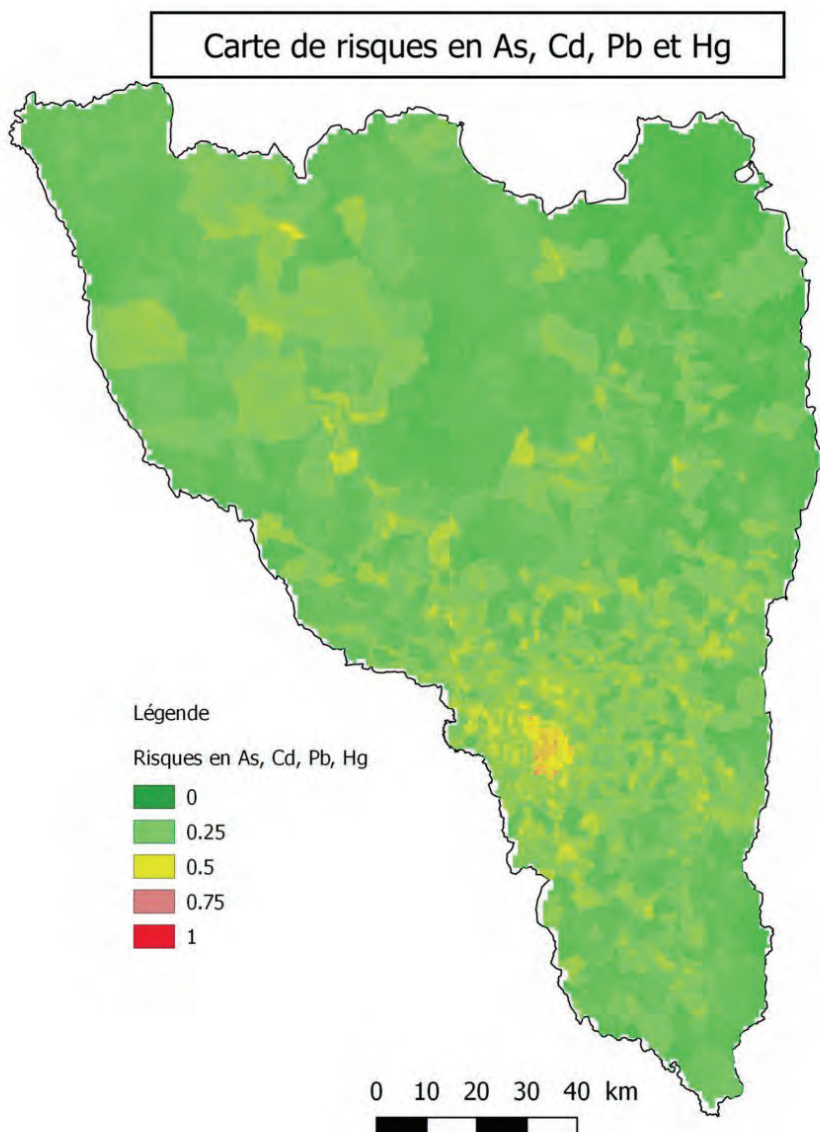 Carte de risques en As, Cd, Pb et Hg
Légende
Risques en As, Cd, Pb, Hg
0
0.25
0.5
0.75
1
0 10 20 30 40 km